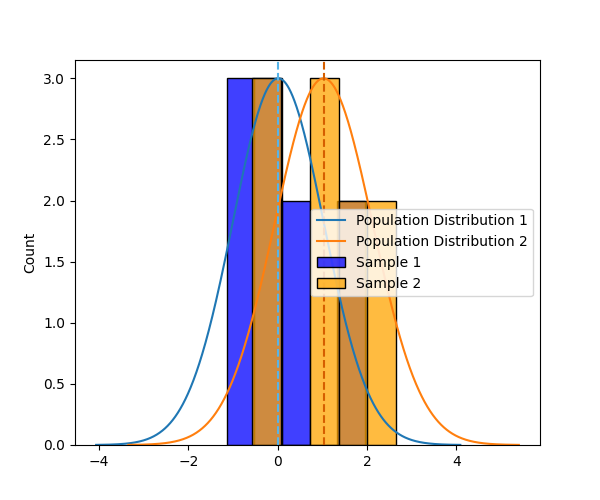 3.0
2.5
2.0
1.5
1.0
0.5
0.0
Count
Population Distribution 1
Population Distribution 2
Sample 1
Sample 2
−4 −2 0 2 4